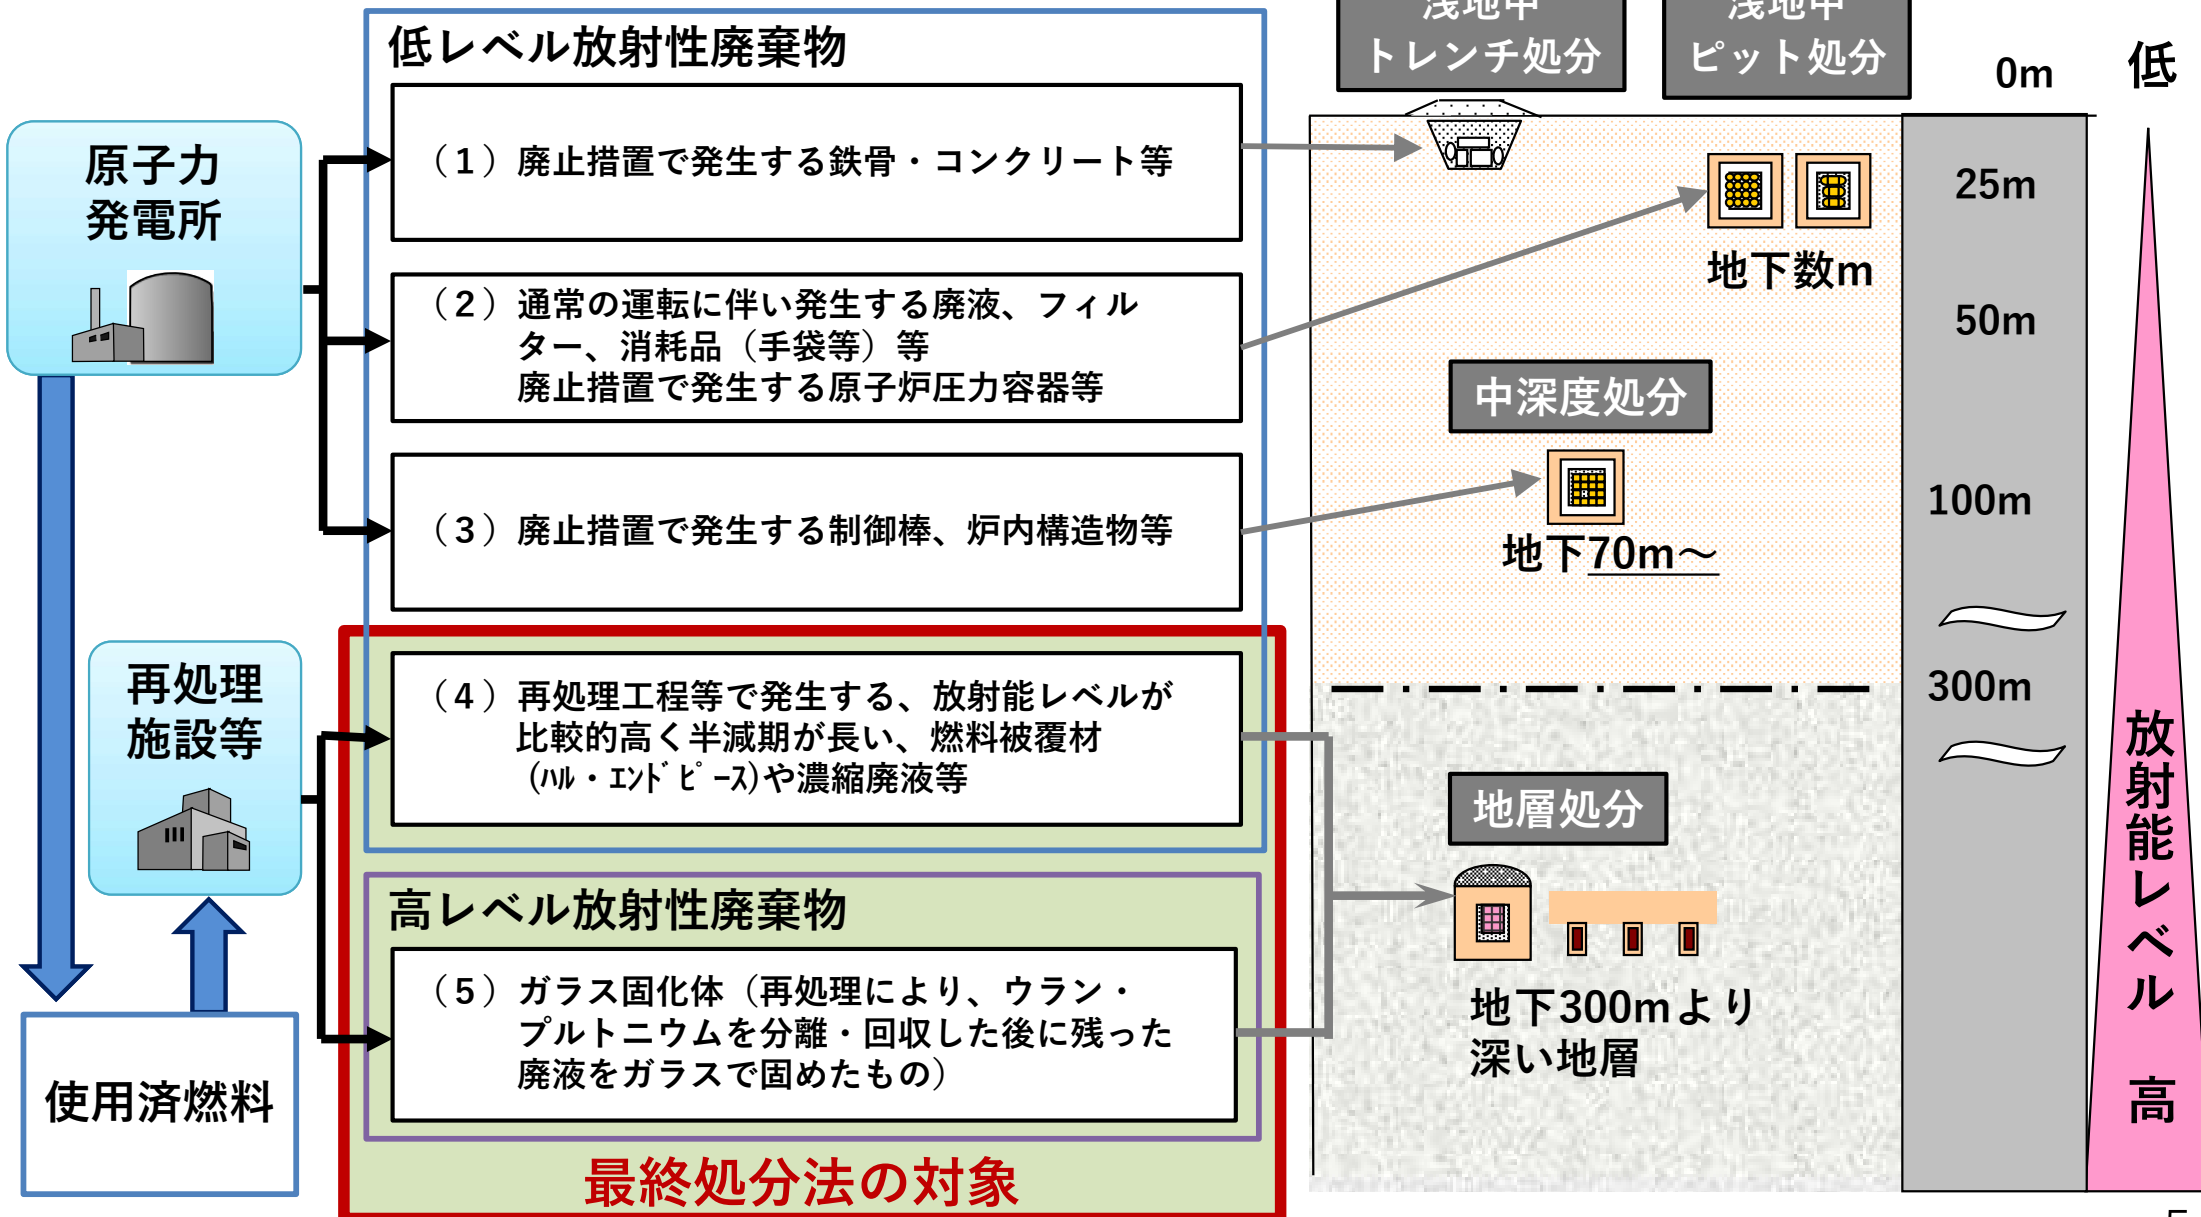 低レベル放射性廃棄物
原子力
発電所
（1）廃止措置で発生する鉄骨・コンクリート等
（2）通常の運転に伴い発生する廃液、フィル
ター、消耗品（手袋等）等
廃止措置で発生する原子炉圧力容器等
（3）廃止措置で発生する制御棒、炉内構造物等
再処理
施設等
（4）再処理工程等で発生する、放射能レベルが
比較的高く半減期が長い、燃料被覆材
(ﾊﾙ・ｴﾝﾄﾞﾋﾟｰｽ)や濃縮廃液等
高レベル放射性廃棄物
（5）ガラス固化体（再処理により、ウラン・
プルトニウムを分離・回収した後に残った
廃液をガラスで固めたもの）
使用済燃料
最終処分法の対象
浅地中
トレンチ処分
浅地中
ピット処分
地下数m
中深度処分
地下70m～
地層処分
地下300mより
深い地層
0m
25m
50m
100m
300m
低
放射能レベル
高